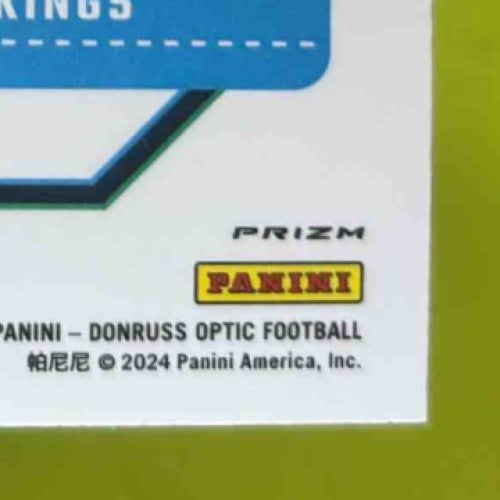 KINGS
PRIZM
PANINI
PANINI – DONRUSS OPTIC FOOTBALL
帕尼尼 © 2024 Panini America, Inc.